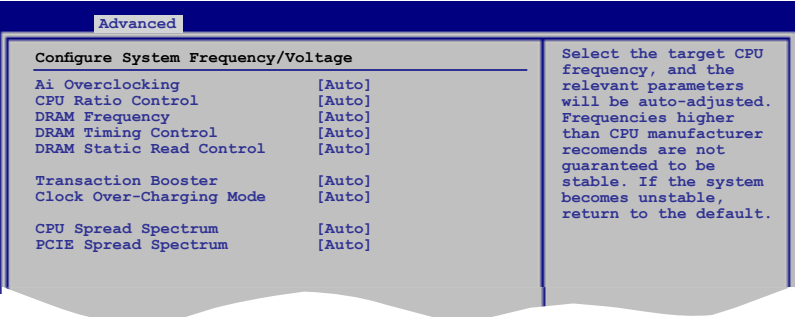 Advanced
Configure System Frequency/Voltage
Ai Overclocking [Auto]
CPU Ratio Control [Auto]
DRAM Frequency [Auto]
DRAM Timing Control [Auto]
DRAM Static Read Control [Auto]
Transaction Booster [Auto]
Clock Over-Charging Mode [Auto]
CPU Spread Spectrum [Auto]
PCIE Spread Spectrum [Auto]
Select the target CPU
frequency, and the
relevant parameters
will be auto-adjusted.
Frequencies higher
than CPU manufacturer
recomends are not
guaranteed to be
stable. If the system
becomes unstable,
return to the default.